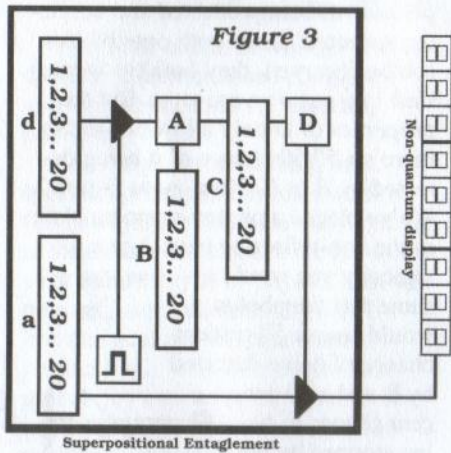 Figure 3
1,2,3... 20
d
A
D
1,2,3... 20
C
B
1,2,3... 20
1,2,3... 20
a
Non-quantum display
Superpositional Entaglement